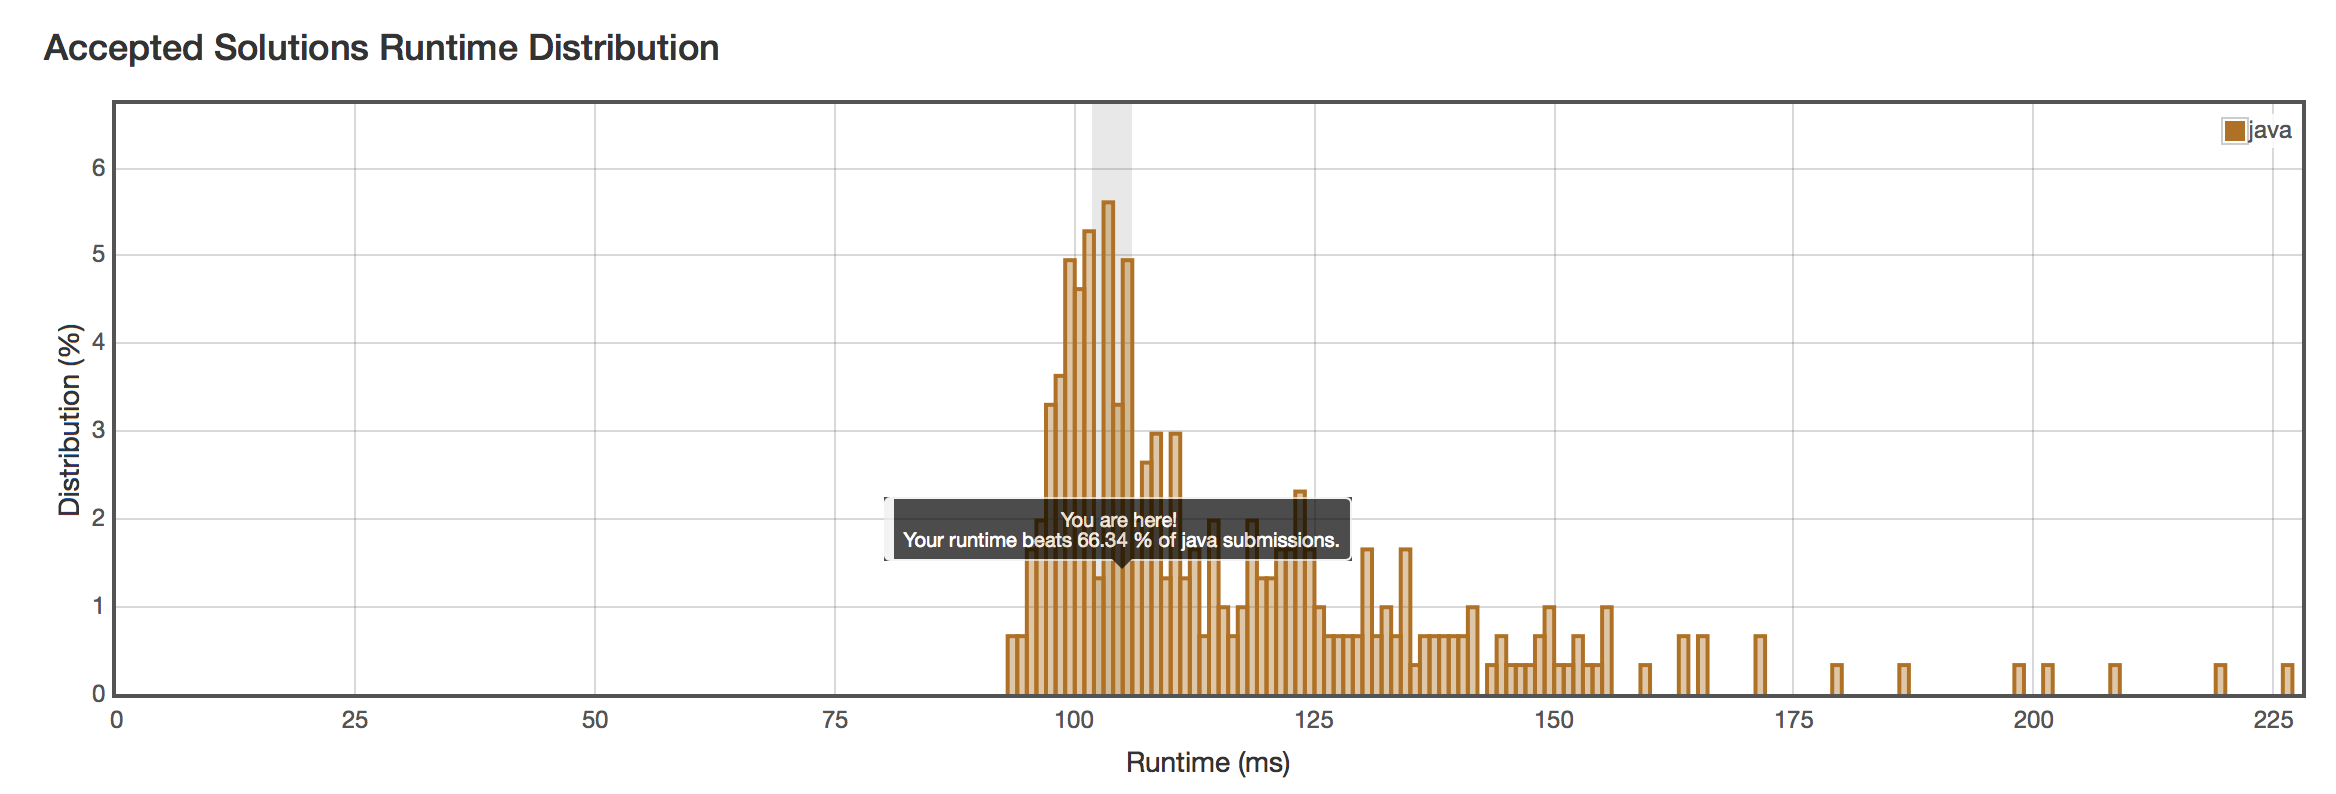 Accepted Solutions Runtime Distribution
java
6
5
4
3
2
1
0
Distribution (%)
You are here!
Your runtime beats 66.34 % of java submissions.
0 25 50 75 100 125 150 175 200 225
Runtime (ms)